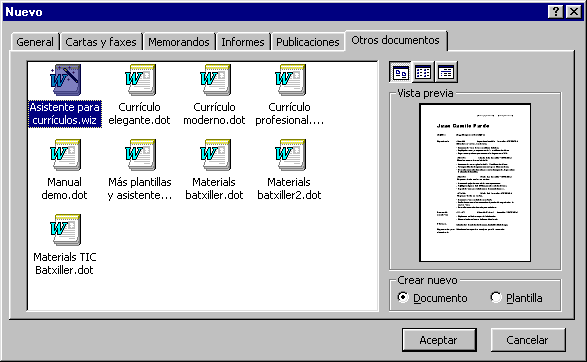 Nuevo
General Cartas y faxes Memorandos Informes Publicaciones Otros documentos
Asistente para
currículos.wiz
Currículo
elegante.dot
Currículo
moderno.dot
Currículo
profesional....
Manual
demo.dot
Más plantillas
y asistente...
Materials
batxiller.dot
Materials
batxiller2.dot
Materials TIC
Batxiller.dot
Vista previa
Juan Camilo Pardo
Crear nuevo
Documento Plantilla
Aceptar Cancelar